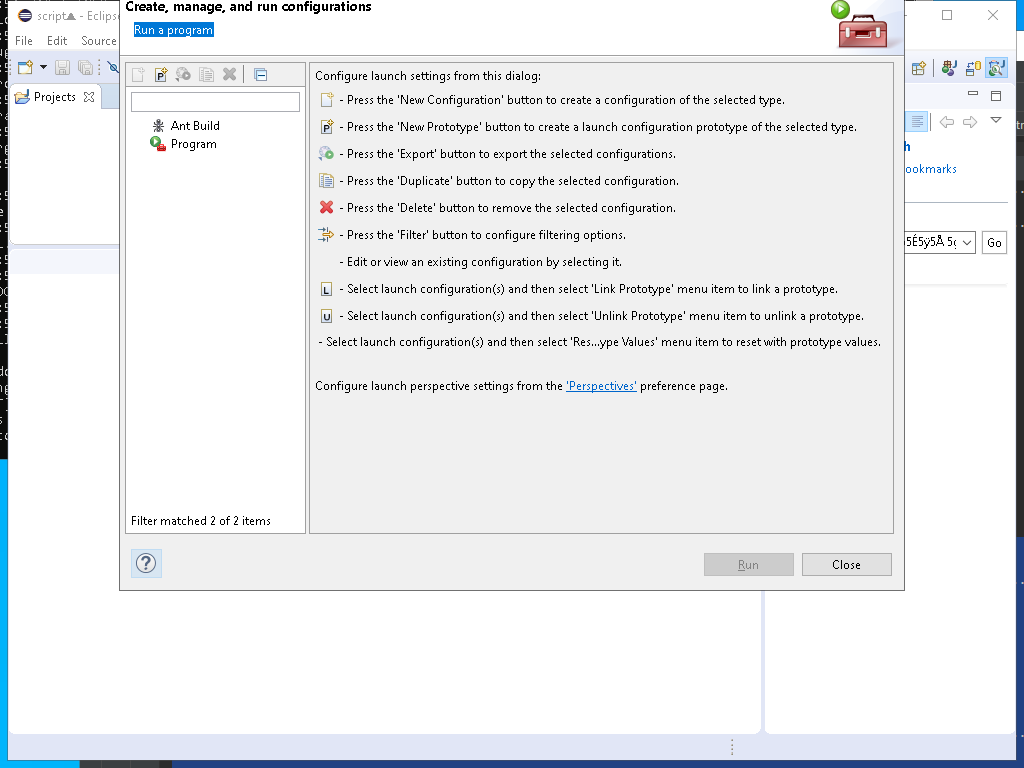 Create, manage, and run configurations
Run a program
script▲ - Eclips
File Edit Source
Projects
Ant Build
Program
Filter matched 2 of 2 items
Configure launch settings from this dialog:
- Press the 'New Configuration' button to create a configuration of the selected type.
- Press the 'New Prototype' button to create a launch configuration prototype of the selected type.
- Press the 'Export' button to export the selected configurations.
- Press the 'Duplicate' button to copy the selected configuration.
- Press the 'Delete' button to remove the selected configuration.
- Press the 'Filter' button to configure filtering options.
- Edit or view an existing configuration by selecting it.
- Select launch configuration(s) and then select 'Link Prototype' menu item to link a prototype.
- Select launch configuration(s) and then select 'Unlink Prototype' menu item to unlink a prototype.
- Select launch configuration(s) and then select 'Res...ype Values' menu item to reset with prototype values.
Configure launch perspective settings from the 'Perspectives' preference page.
Run Close
h
ookmarks
Go